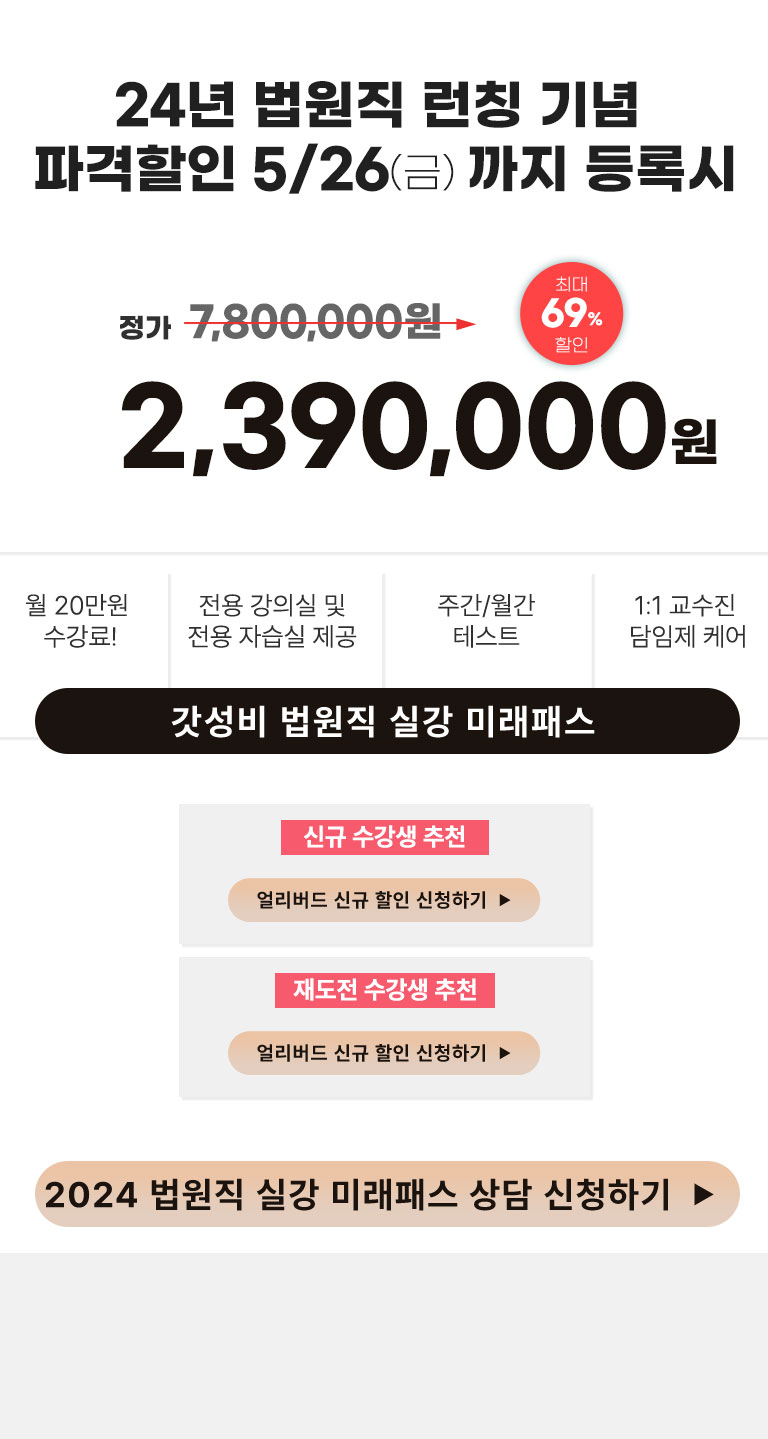 24년 법원직 런칭 기념
파격할인 5/26(금) 까지 등록시
최대
69%
할인
정가 7,800,000원
2,390,000원
월 20만원
수강료!
전용 강의실 및
전용 자습실 제공
주간/월간
테스트
1:1 교수진
담임제 케어
갓성비 법원직 실강 미래패스
신규 수강생 추천
얼리버드 신규 할인 신청하기 ▶
재도전 수강생 추천
얼리버드 신규 할인 신청하기 ▶
2024 법원직 실강 미래패스 상담 신청하기 ▶